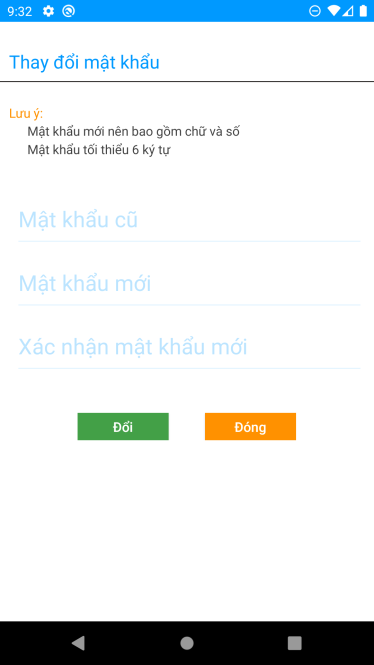 9:32
Thay đổi mật khẩu
Lưu ý:
Mật khẩu mới nên bao gồm chữ và số
Mật khẩu tối thiểu 6 ký tự
Mật khẩu cũ
Mật khẩu mới
Xác nhận mật khẩu mới
Đổi
Đóng